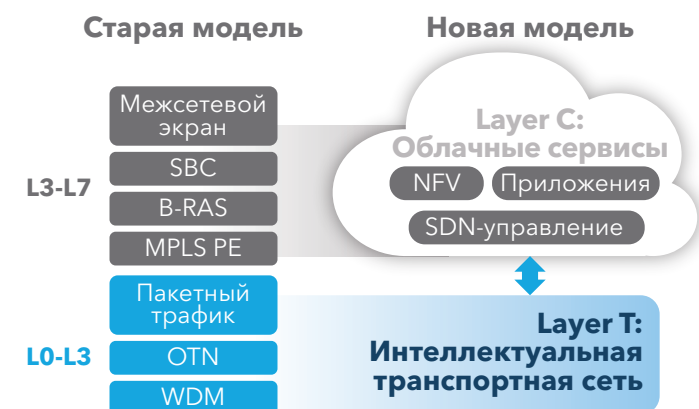 Старая модель
Новая модель
L3-L7
Межсетевой
экран
SBC
B-RAS
MPLS PE
Layer C:
Облачные сервисы
NFV
Приложения
SDN-управление
L0-L3
Пакетный
трафик
OTN
WDM
Layer T:
Интеллектуальная
транспортная сеть